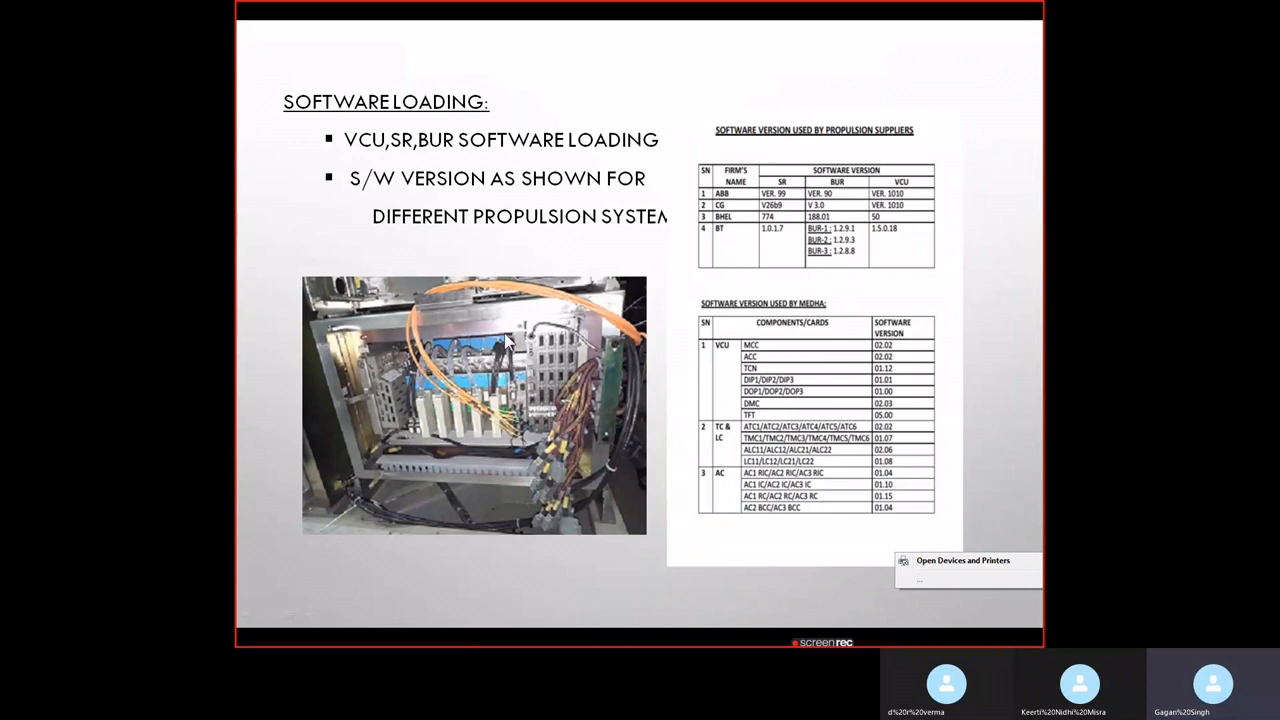 SOFTWARE LOADING:
VCU,SR,BUR SOFTWARE LOADING
S/W VERSION AS SHOWN FOR
DIFFERENT PROPULSION SYSTEM
SOFTWARE VERSION USED BY PROPULSION SUPPLIERS
SN FIRM'S NAME SOFTWARE VERSION
SR BUR VCU
1 ABB VER. 99 VER. 90 VER. 1010
2 CG V26b9 V 3.0 VER. 1010
3 BHEL 774 188.01 50
4 BT 1.0.1.7 BUR-1 : 1.2.9.1 1.5.0.18
BUR-2 : 1.2.9.3
BUR-3 : 1.2.8.8
SOFTWARE VERSION USED BY MEDHA:
SN COMPONENTS/CARDS SOFTWARE VERSION
1 VCU MCC 02.02
ACC 02.02
TCN 01.12
DIP1/DIP2/DIP3 01.01
DOP1/DOP2/DOP3 01.00
DMC 02.03
TFT 05.00
2 TC & LC ATC1/ATC2/ATC3/ATC4/ATC5/ATC6 02.02
TMC1/TMC2/TMC3/TMC4/TMC5/TMC6 01.07
ALC11/ALC12/ALC21/ALC22 02.06
LC11/LC12/LC21/LC22 01.08
3 AC AC1 RIC/AC2 RIC/AC3 RIC 01.04
AC1 IC/AC2 IC/AC3 IC 01.10
AC1 RC/AC2 RC/AC3 RC 01.15
AC2 BCC/AC3 BCC 01.04
Open Devices and Printers
...
screenrec
d%20r%20verma
Keerti%20Nidhi%20Misra
Gagan%20Singh